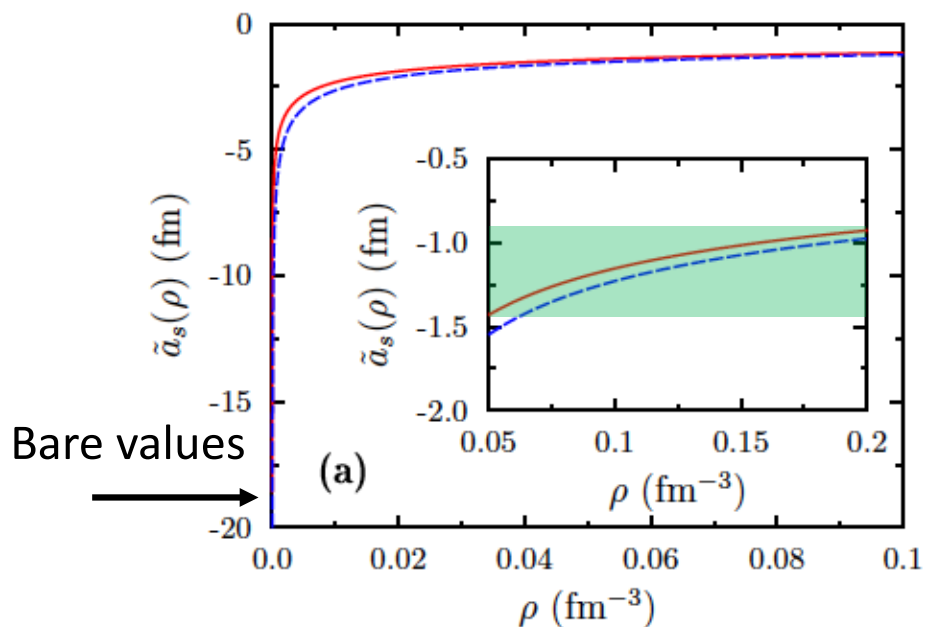 0
-5
-10
-15
-20
ãₛ(ρ) (fm)
Bare values
(a)
0.0 0.02 0.04 0.06 0.08 0.1
ρ (fm⁻³)
-0.5
-1.0
-1.5
-2.0
ãₛ(ρ) (fm)
0.05 0.1 0.15 0.2
ρ (fm⁻³)